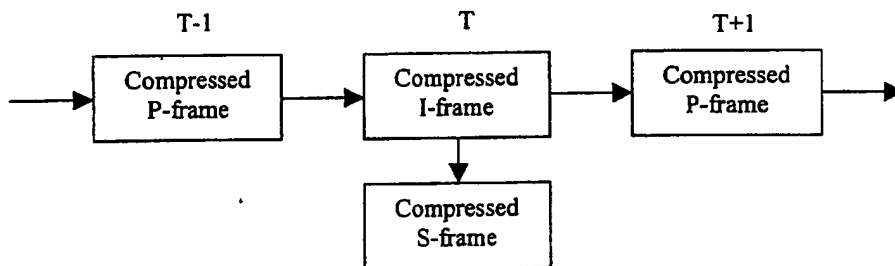 T-1 T T+1
Compressed
P-frame
Compressed
I-frame
Compressed
P-frame
Compressed
S-frame